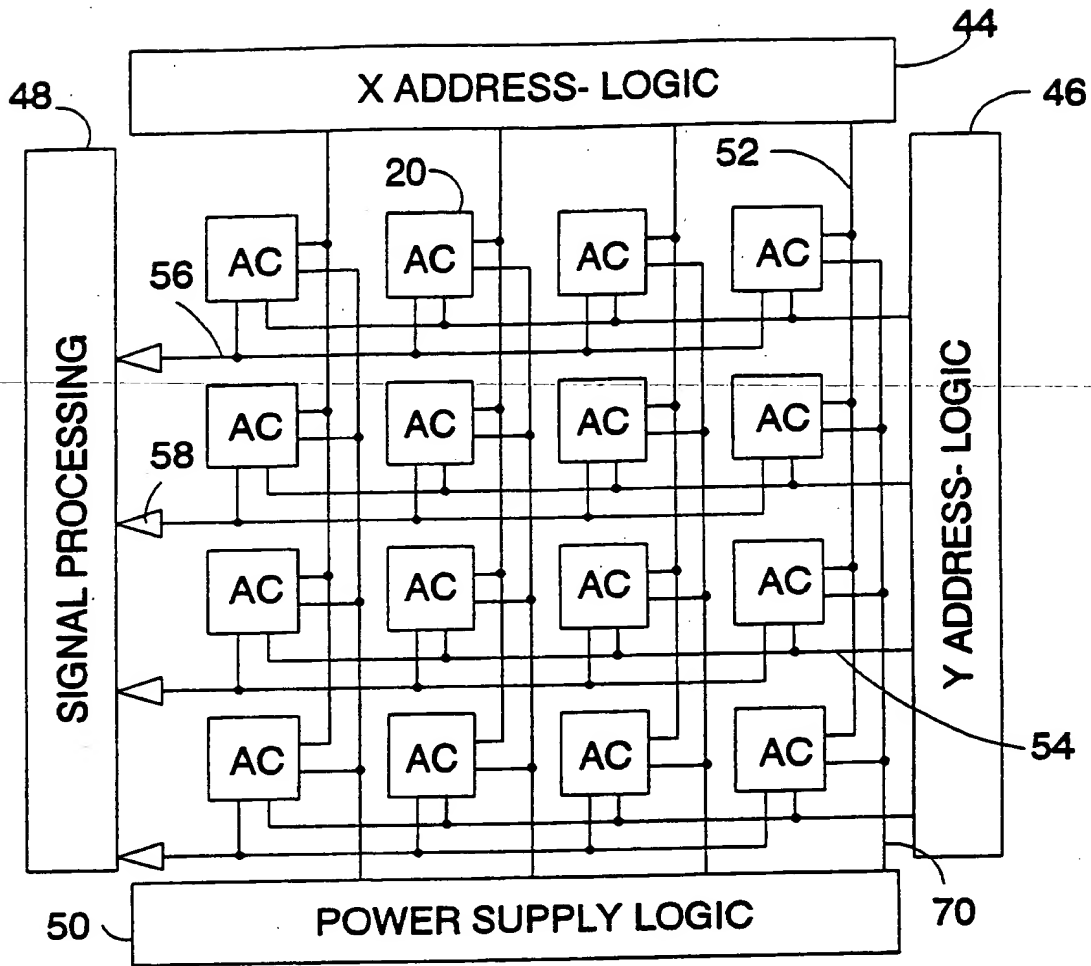 44
X ADDRESS- LOGIC
48
46
52
20
AC AC AC AC
56
SIGNAL PROCESSING
Y ADDRESS- LOGIC
AC AC AC AC
58
AC AC AC AC
54
AC AC AC AC
50
POWER SUPPLY LOGIC
70